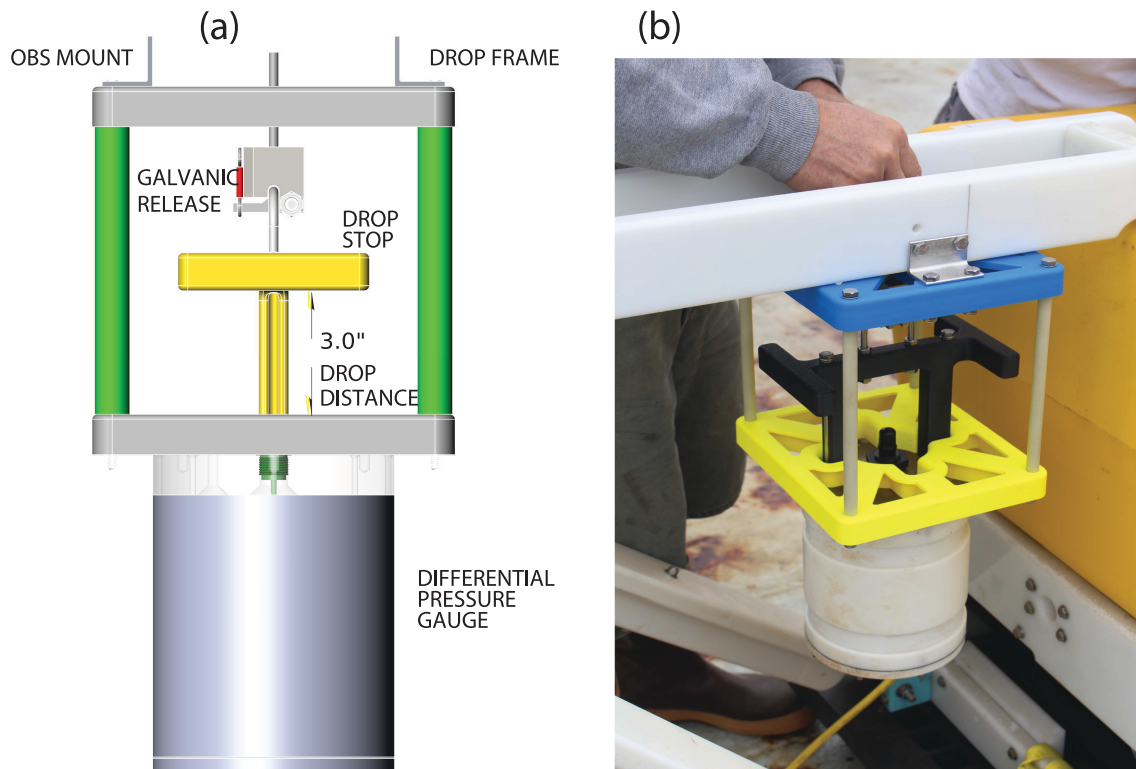 (a)
OBS MOUNT
DROP FRAME
GALVANIC
RELEASE
DROP
STOP
3.0"
DROP
DISTANCE
DIFFERENTIAL
PRESSURE
GAUGE
(b)